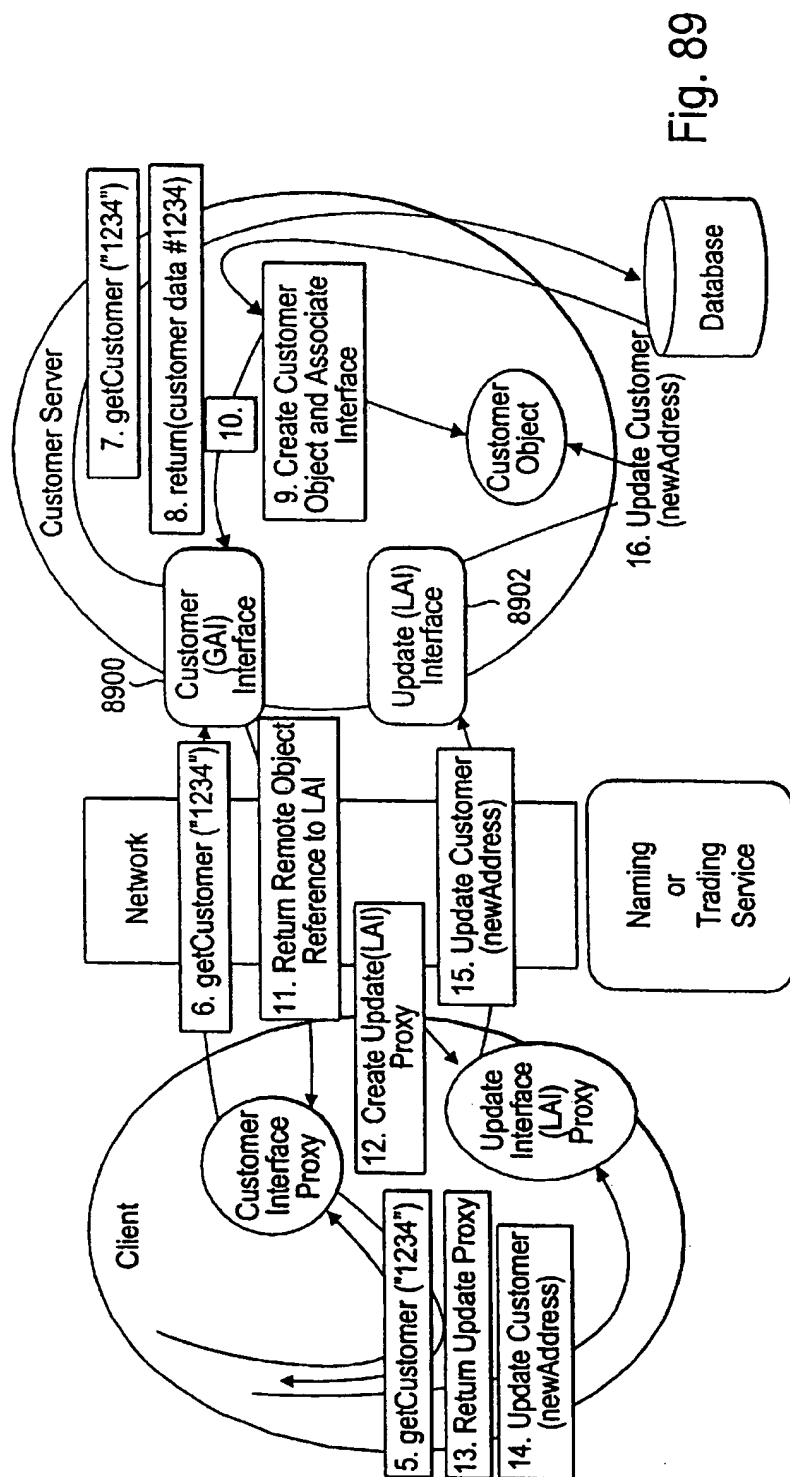 Client
Customer
Interface
Proxy
5. getCustomer ("1234")
13. Return Update Proxy
14. Update Customer
(newAddress)
Update
Interface
(LAI)
Proxy
12. Create Update(LAI)
Proxy
Network
6. getCustomer ("1234")
11. Return Remote Object
Reference to LAI
15. Update Customer
(newAddress)
Naming
or
Trading
Service
Customer Server
8900
Customer
(GAI)
Interface
Update (LAI)
Interface
8902
7. getCustomer ("1234")
8. return(customer data #1234)
10.
9. Create Customer
Object and Associate
Interface
Customer
Object
16. Update Customer
(newAddress)
Database
Fig. 89